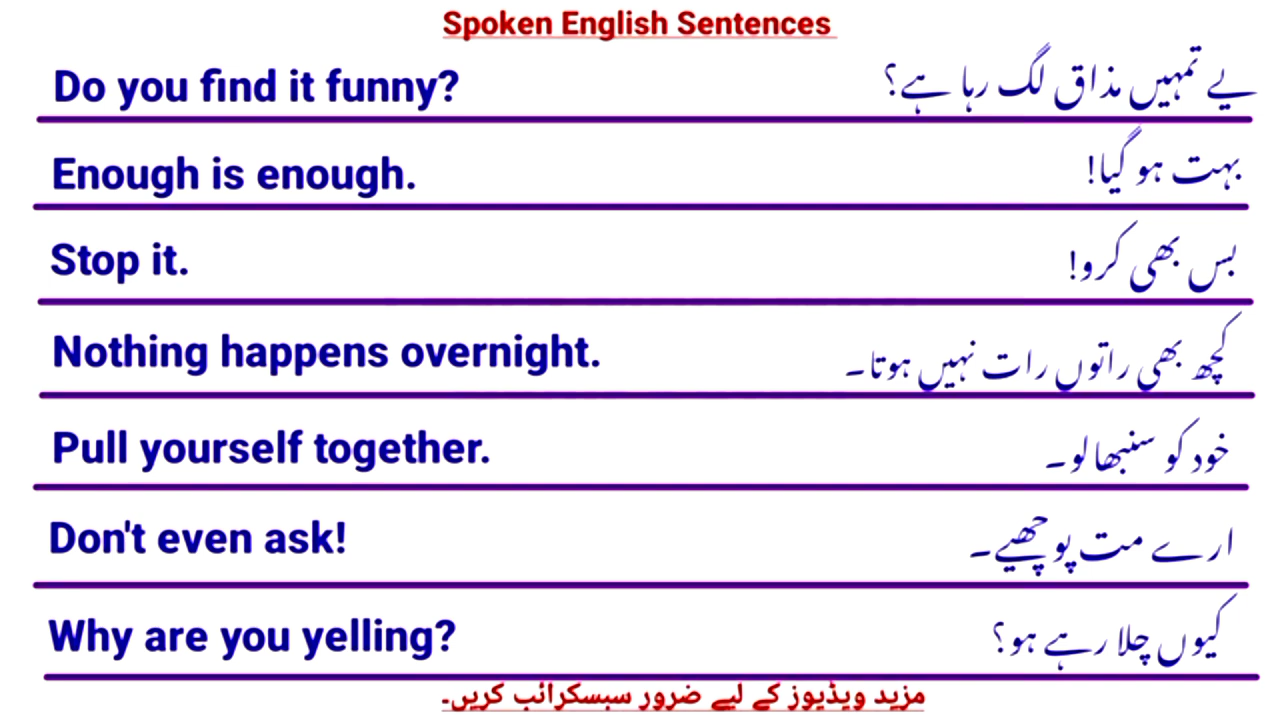 Spoken English Sentences
Do you find it funny? یے تمہیں مذاق لگ رہا ہے؟
Enough is enough. بہت ہو گیا!
Stop it. بس بھی کرو!
Nothing happens overnight. کچھ بھی راتوں رات نہیں ہوتا۔
Pull yourself together. خود کو سنبھالو۔
Don't even ask! ارے مت پوچھیے۔
Why are you yelling? کیوں چلا رہے ہو؟
مزید ویڈیوز کے لیے ضرور سبسکرائب کریں۔